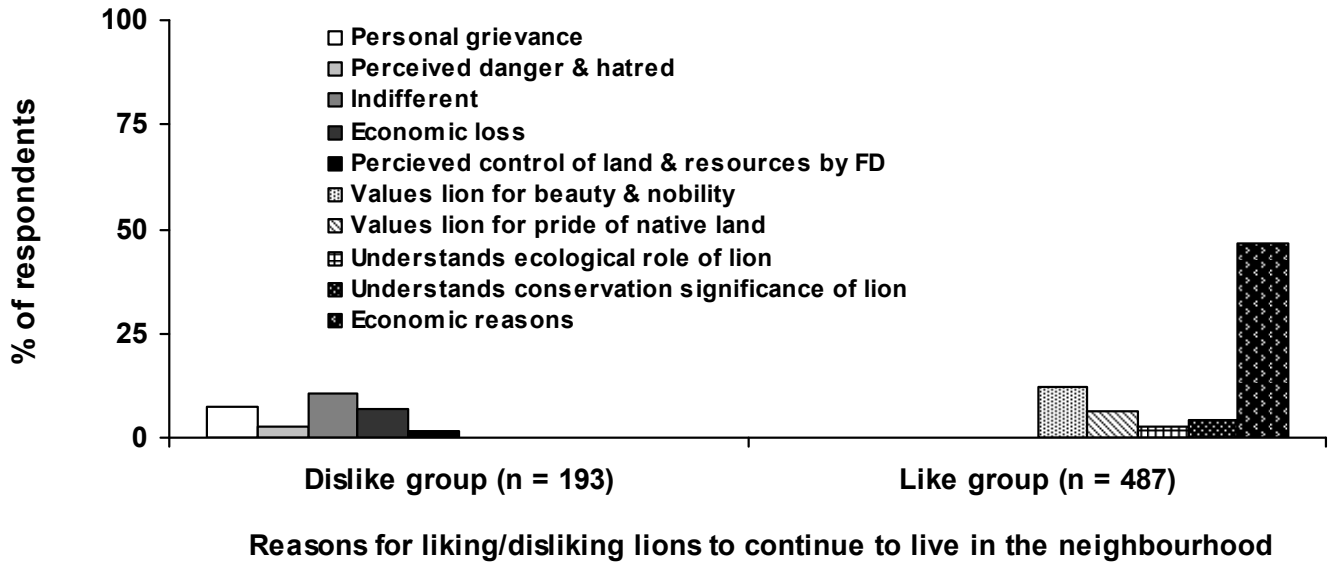 % of respondents
100
75
50
25
0
Personal grievance
Perceived danger & hatred
Indifferent
Economic loss
Percieved control of land & resources by FD
Values lion for beauty & nobility
Values lion for pride of native land
Understands ecological role of lion
Understands conservation significance of lion
Economic reasons
Dislike group (n = 193)
Like group (n = 487)
Reasons for liking/disliking lions to continue to live in the neighbourhood